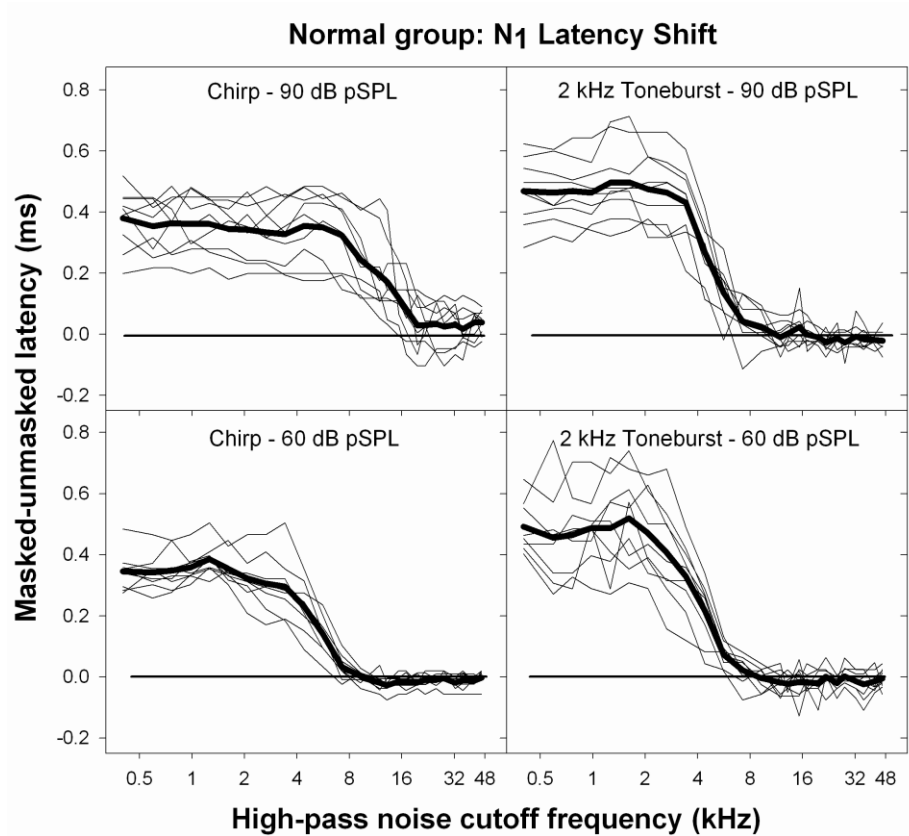 Normal group: N1 Latency Shift
Masked-unmasked latency (ms)
Chirp - 90 dB pSPL
0.8
0.6
0.4
0.2
0.0
-0.2
2 kHz Toneburst - 90 dB pSPL
Chirp - 60 dB pSPL
0.8
0.6
0.4
0.2
0.0
-0.2
2 kHz Toneburst - 60 dB pSPL
0.5 1 2 4 8 16 32 48
0.5 1 2 4 8 16 32 48
High-pass noise cutoff frequency (kHz)